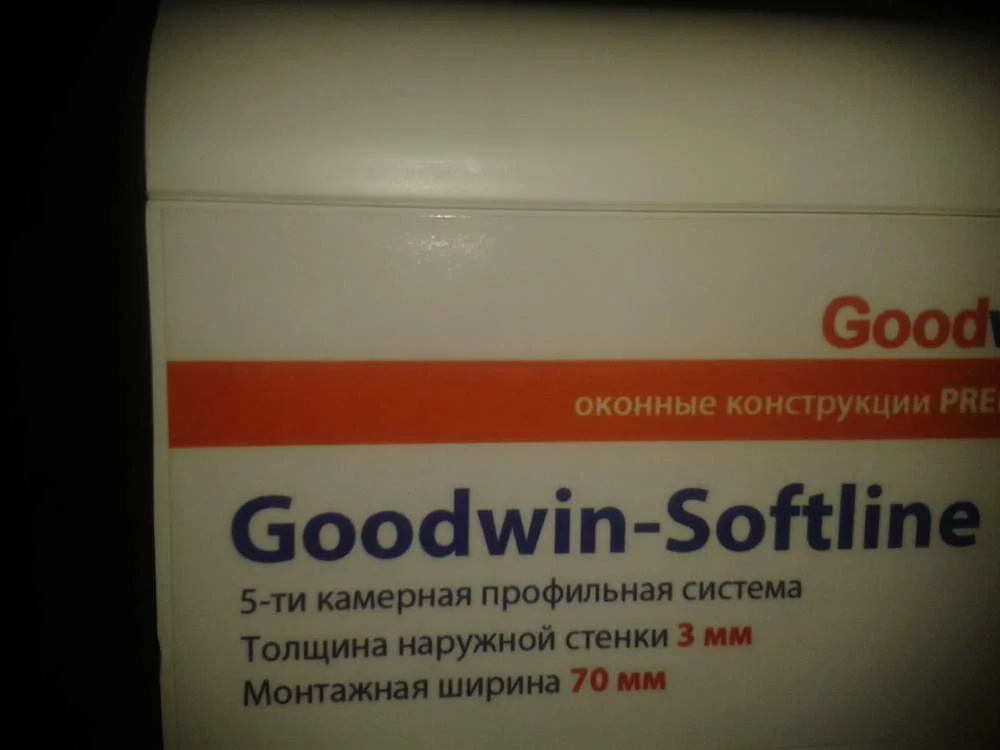 Good
оконные конструкции PRE
Goodwin-Softline
5-ти камерная профильная система
Толщина наружной стенки 3 мм
Монтажная ширина 70 мм